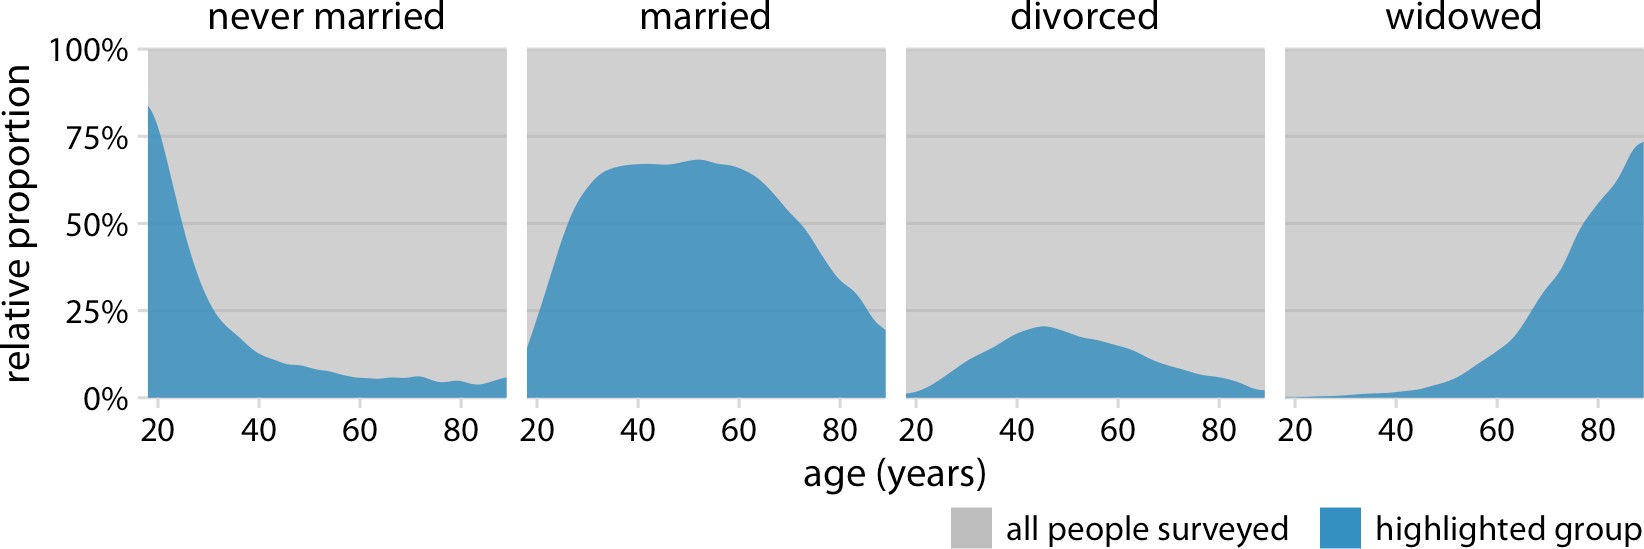 never married married divorced widowed
relative proportion
100%
75%
50%
25%
0%
20 40 60 80 20 40 60 80 20 40 60 80 20 40 60 80
age (years)
all people surveyed highlighted group